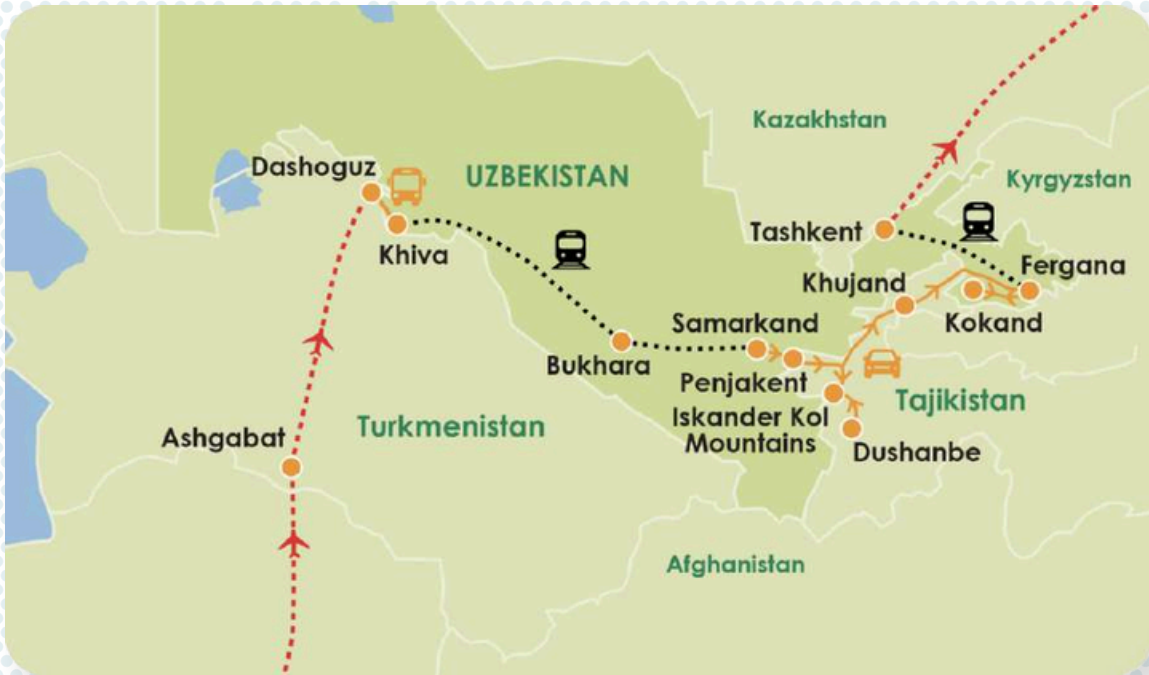 Kazakhstan
Dashoguz
UZBEKISTAN
Kyrgyzstan
Tashkent
Khiva
Fergana
Khujand
Samarkand
Kokand
Bukhara
Penjakent
Tajikistan
Iskander Kol
Mountains
Turkmenistan
Ashgabat
Dushanbe
Afghanistan